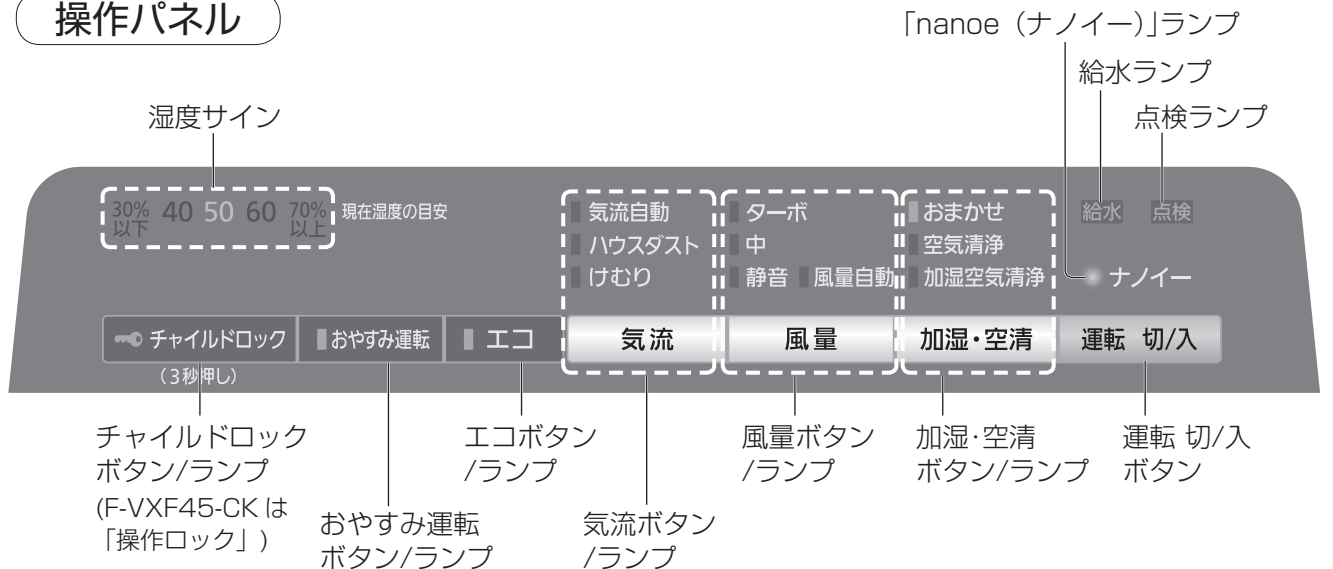 操作パネル
「nanoe（ナノイー）」ランプ
給水ランプ
点検ランプ
湿度サイン
30%以下 40 50 60 70%以上 現在湿度の目安
気流自動
ハウスダスト
けむり
ターボ
中
静音 風量自動
おまかせ
空気清浄
加湿空気清浄
給水 点検
ナノイー
チャイルドロック おやすみ運転 エコ 気流 風量 加湿・空清 運転 切/入
（3秒押し）
チャイルドロック
ボタン/ランプ
(F-VXF45-CK は
「操作ロック」)
おやすみ運転
ボタン/ランプ
エコボタン
/ランプ
気流ボタン
/ランプ
風量ボタン
/ランプ
加湿・空清
ボタン/ランプ
運転 切/入
ボタン